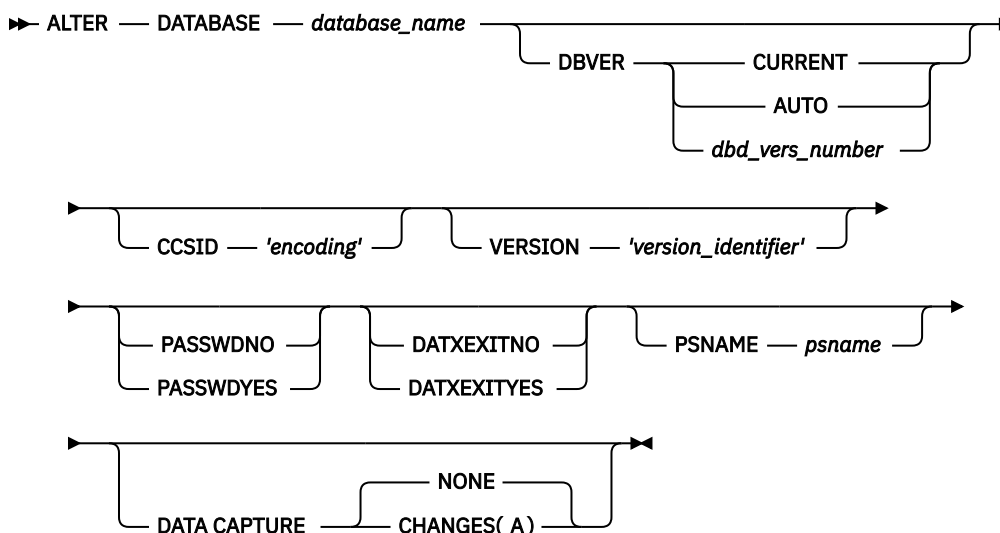 ALTER DATABASE database_name
DBVER CURRENT
AUTO
dbd_vers_number
CCSID 'encoding' VERSION 'version_identifier'
PASSWDNO DATXEXITNO PSNAME psname
PASSWDYES DATXEXITYES
NONE
DATA CAPTURE CHANGES( A )